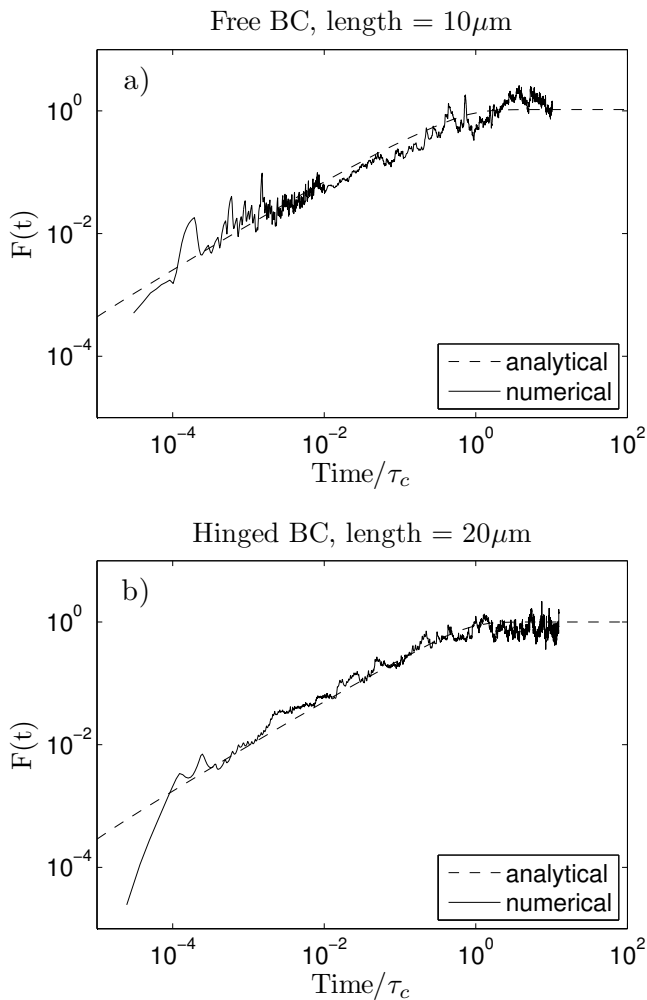 Free BC, length = 10μm
a)
10^0
10^-2
10^-4
F(t)
analytical
numerical
10^-4 10^-2 10^0 10^2
Time/τ_c
Hinged BC, length = 20μm
b)
10^0
10^-2
10^-4
F(t)
analytical
numerical
10^-4 10^-2 10^0 10^2
Time/τ_c